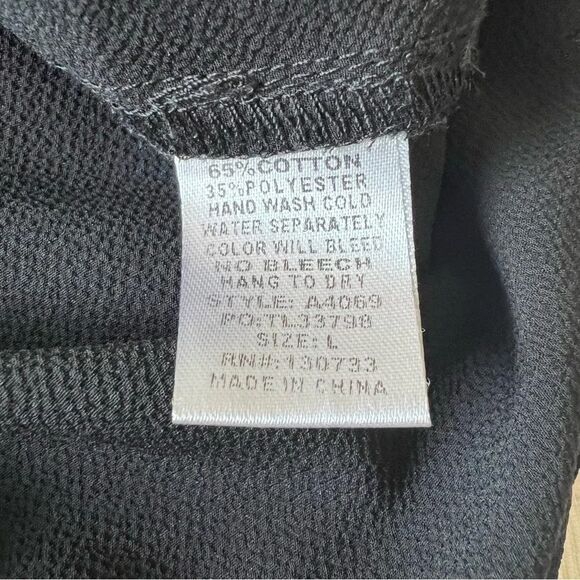 65%COTTON
35%POLYESTER
HAND WASH COLD
WATER SEPARATELY
COLOR WILL BLEED
NO BLEECH
HANG TO DRY
STYLE: A4069
PO:TL33798
SIZE: L
RN#:130733
MADE IN CHINA